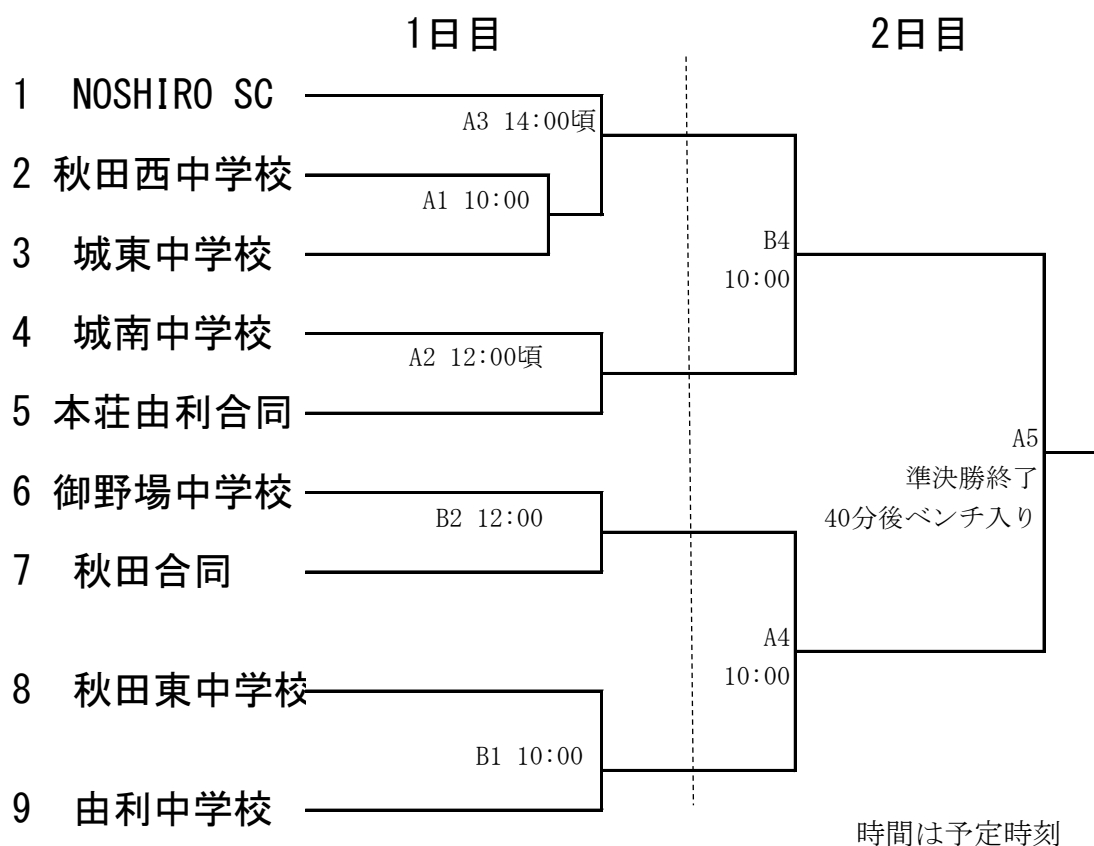 1日目 2日目
1 NOSHIRO SC
A3 14:00頃
2 秋田西中学校
A1 10:00
3 城東中学校
B4
10:00
4 城南中学校
A2 12:00頃
5 本荘由利合同
A5
準決勝終了
40分後ベンチ入り
6 御野場中学校
B2 12:00
7 秋田合同
A4
10:00
8 秋田東中学校
B1 10:00
9 由利中学校
時間は予定時刻